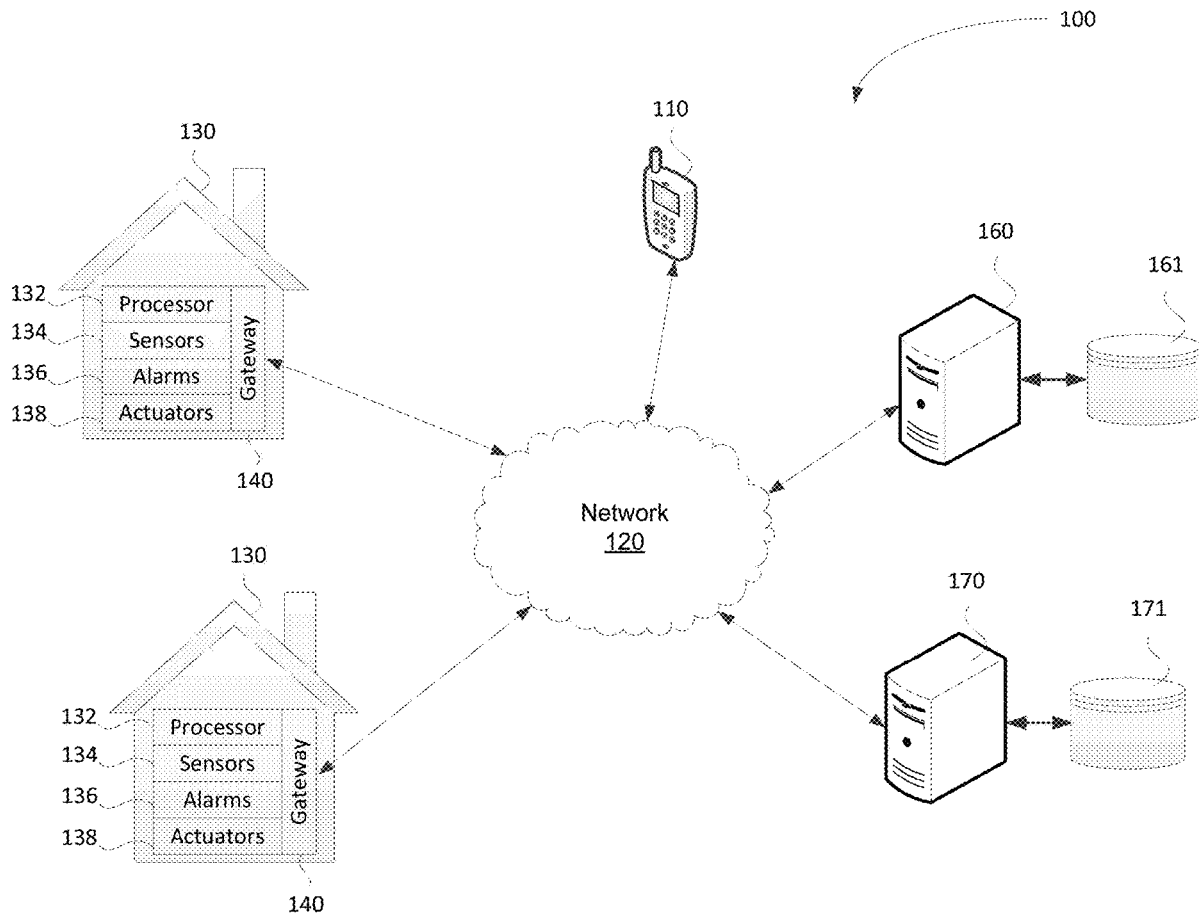 100
110
130
160
161
132
Processor
134
Sensors
136
Alarms
138
Actuators
Gateway
140
Network
120
130
170
171
132
Processor
134
Sensors
136
Alarms
138
Actuators
Gateway
140